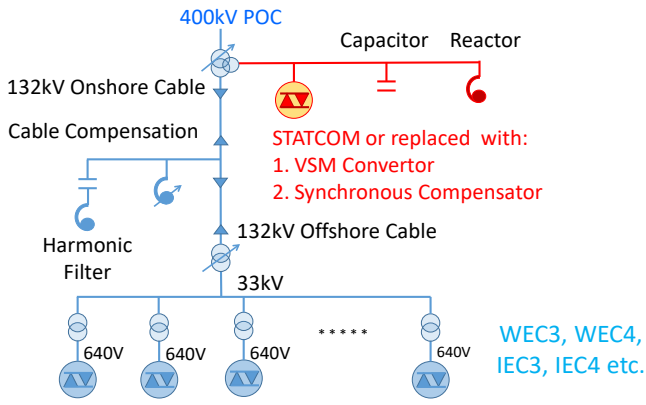 400kV POC
Capacitor
Reactor
132kV Onshore Cable
Cable Compensation
STATCOM or replaced with:
1. VSM Convertor
2. Synchronous Compensator
132kV Offshore Cable
Harmonic
Filter
33kV
* * * * *
640V
640V
640V
640V
WEC3, WEC4,
IEC3, IEC4 etc.